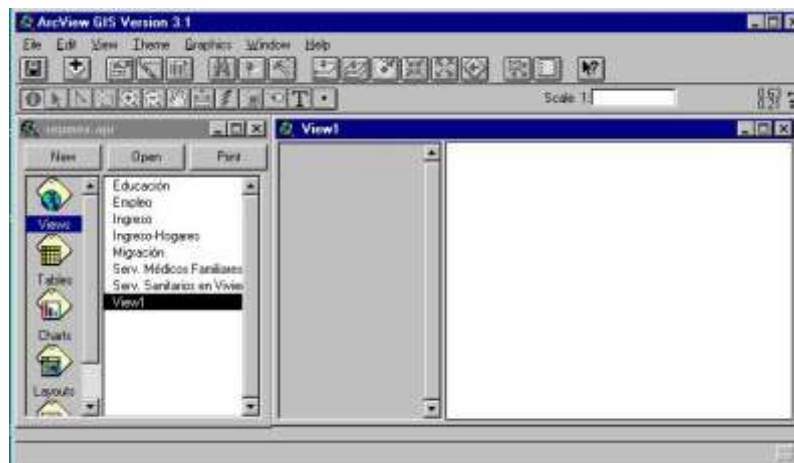 ArcView GIS Version 3.1
File Edit View Theme Graphics Window Help
Scale 1:
View1
New Open Print
Views
Tables
Charts
Layouts
Educación
Empleo
Ingreso
Ingreso-Hogares
Migración
Serv. Médicos Familiares
Serv. Sanitarios en Vivien
View1